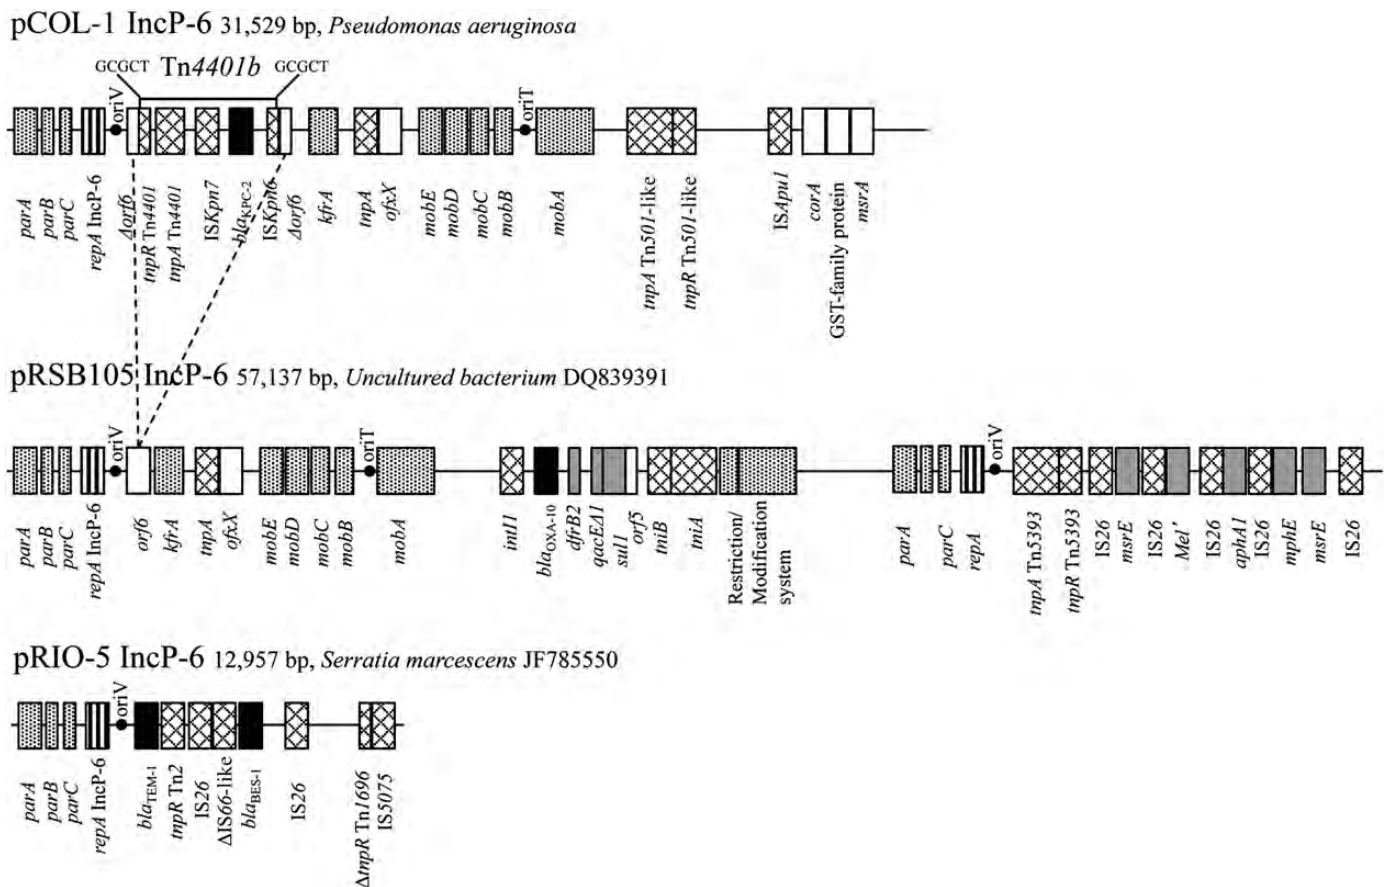 pCOL-1 IncP-6 31,529 bp, Pseudomonas aeruginosa
GCGCT Tn4401b GCGCT
oriV
oriT
parA
parB
parC
repA IncP-6
Δorf6
tnpR Tn4401
tnpA Tn4401
ISKpn7
blaKPC-2
ISKpn6
Δorf6
kfrA
tnpA
ofxX
mobE
mobD
mobC
mobB
mobA
tnpA Tn501-like
tnpR Tn501-like
ISApu1
corA
GST-family protein
msrA
pRSB105 IncP-6 57,137 bp, Uncultured bacterium DQ839391
oriV
oriT
oriV
parA
parB
parC
repA IncP-6
orf6
kfrA
tnpA
ofxX
mobE
mobD
mobC
mobB
mobA
intI1
blaOXA-10
dfrB2
qacEΔ1
sul1
orf5
tniB
tniA
Restriction/
Modification
system
parA
parC
repA
tnpA Tn5393
tnpR Tn5393
IS26
msrE
IS26
Mel'
IS26
aphA1
IS26
mphE
msrE
IS26
pRIO-5 IncP-6 12,957 bp, Serratia marcescens JF785550
oriV
parA
parB
parC
repA IncP-6
blaTEM-1
tnpR Tn2
IS26
ΔIS66-like
blaBES-1
IS26
ΔtnpR Tn1696
IS5075